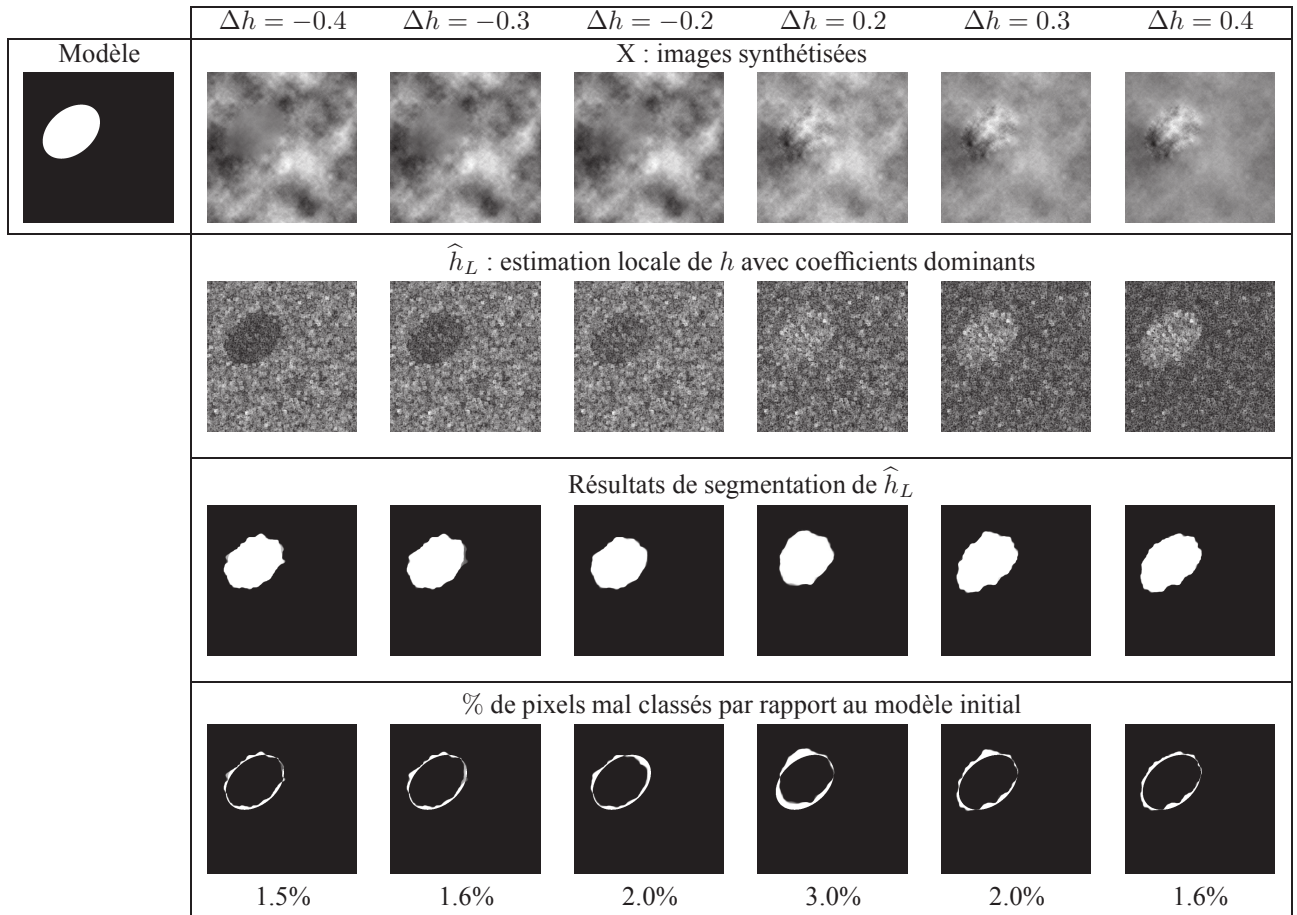 Δh = −0.4 Δh = −0.3 Δh = −0.2 Δh = 0.2 Δh = 0.3 Δh = 0.4
Modèle
X : images synthétisées
ĥ_L : estimation locale de h avec coefficients dominants
Résultats de segmentation de ĥ_L
% de pixels mal classés par rapport au modèle initial
1.5% 1.6% 2.0% 3.0% 2.0% 1.6%